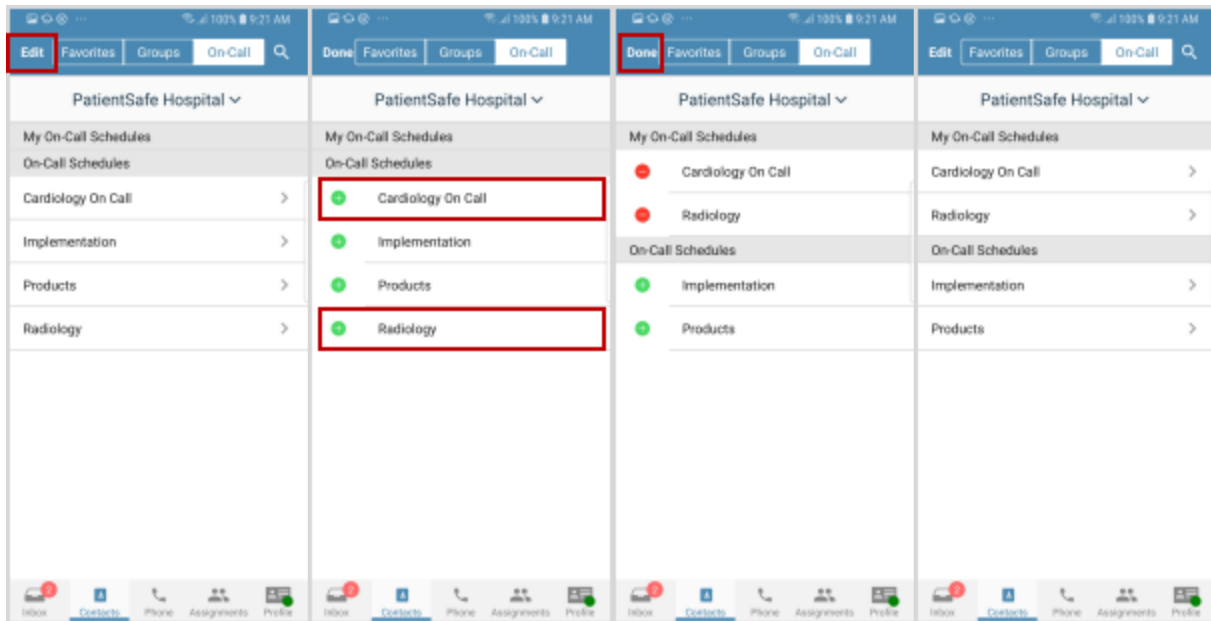 100% 9:21 AM
Edit Favorites Groups On-Call
PatientSafe Hospital
My On-Call Schedules
On-Call Schedules
Cardiology On Call
Implementation
Products
Radiology
2
Inbox Contacts Phone Assignments Profile
100% 9:21 AM
Done Favorites Groups On-Call
PatientSafe Hospital
My On-Call Schedules
On-Call Schedules
Cardiology On Call
Implementation
Products
Radiology
2
Inbox Contacts Phone Assignments Profile
100% 9:21 AM
Done Favorites Groups On-Call
PatientSafe Hospital
My On-Call Schedules
Cardiology On Call
Radiology
On-Call Schedules
Implementation
Products
2
Inbox Contacts Phone Assignments Profile
100% 9:21 AM
Edit Favorites Groups On-Call
PatientSafe Hospital
My On-Call Schedules
Cardiology On Call
Radiology
On-Call Schedules
Implementation
Products
2
Inbox Contacts Phone Assignments Profile